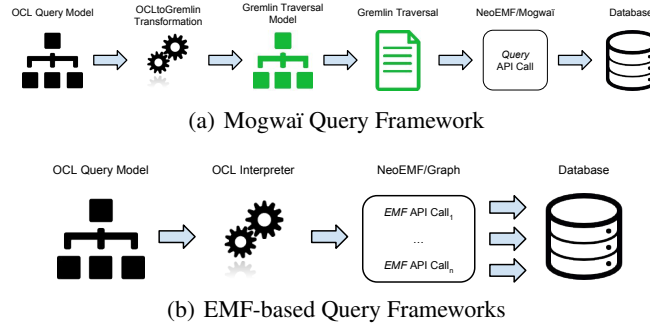 OCL Query Model
OCLtoGremlin
Transformation
Gremlin Traversal
Model
Gremlin Traversal
NeoEMF/Mogwaï
Database
Query
API Call
(a) Mogwaï Query Framework
OCL Query Model
OCL Interpreter
NeoEMF/Graph
Database
EMF API Call1
...
EMF API Calln
(b) EMF-based Query Frameworks